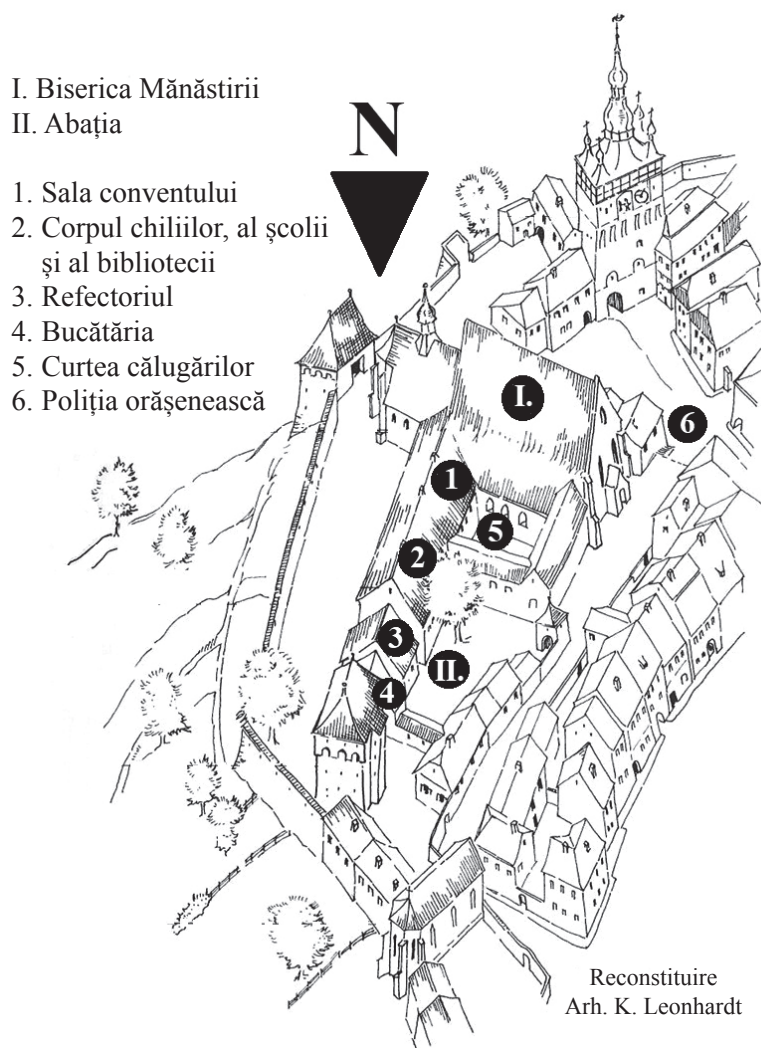 I. Biserica Mănăstirii
II. Abația
1. Sala conventului
2. Corpul chiliilor, al școlii
și al bibliotecii
3. Refectoriul
4. Bucătăria
5. Curtea călugărilor
6. Poliția orășenească
N
I.
6
1
5
2
3
II.
4
Reconstituire
Arh. K. Leonhardt